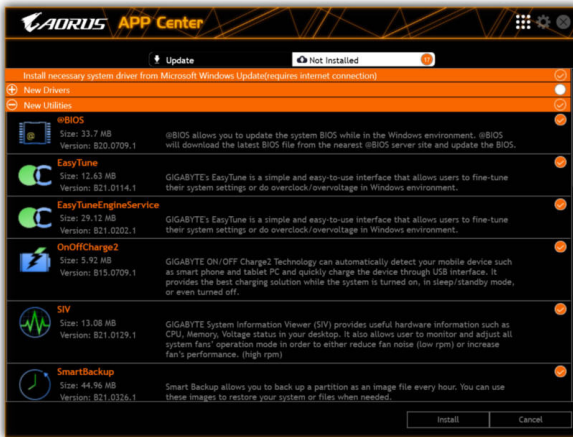 AORUS APP Center
Update
Not Installed
17
Install necessary system driver from Microsoft Windows Update(requires internet connection)
New Drivers
New Utilities
@BIOS
Size: 33.7 MB
Version: B20.0709.1
@BIOS allows you to update the system BIOS while in the Windows environment. @BIOS
will download the latest BIOS file from the nearest @BIOS server site and update the BIOS.
EasyTune
Size: 12.63 MB
Version: B21.0114.1
GIGABYTE's EasyTune is a simple and easy-to-use interface that allows users to fine-tune
their system settings or do overclock/overvoltage in Windows environment.
EasyTuneEngineService
Size: 29.12 MB
Version: B21.0202.1
GIGABYTE's EasyTune is a simple and easy-to-use interface that allows users to fine-tune
their system settings or do overclock/overvoltage in Windows environment.
OnOffCharge2
Size: 5.92 MB
Version: B15.0709.1
GIGABYTE ON/OFF Charge2 Technology can automatically detect your mobile device such
as smart phone and tablet PC and quickly charge the device through USB interface. It
provides the best charging solution while the system is turned on, in sleep/standby mode,
or even turned off.
SIV
Size: 13.08 MB
Version: B21.0129.1
GIGABYTE System Information Viewer (SIV) provides useful hardware information such as
CPU, Memory, Voltage status in your desktop. It also allows user to monitor and adjust all
system fans' operation mode in order to either reduce fan noise (low rpm) or increase
fan's performance. (high rpm)
SmartBackup
Size: 44.96 MB
Version: B21.0326.1
Smart Backup allows you to back up a partition as an image file every hour. You can use
these images to restore your system or files when needed.
Install
Cancel